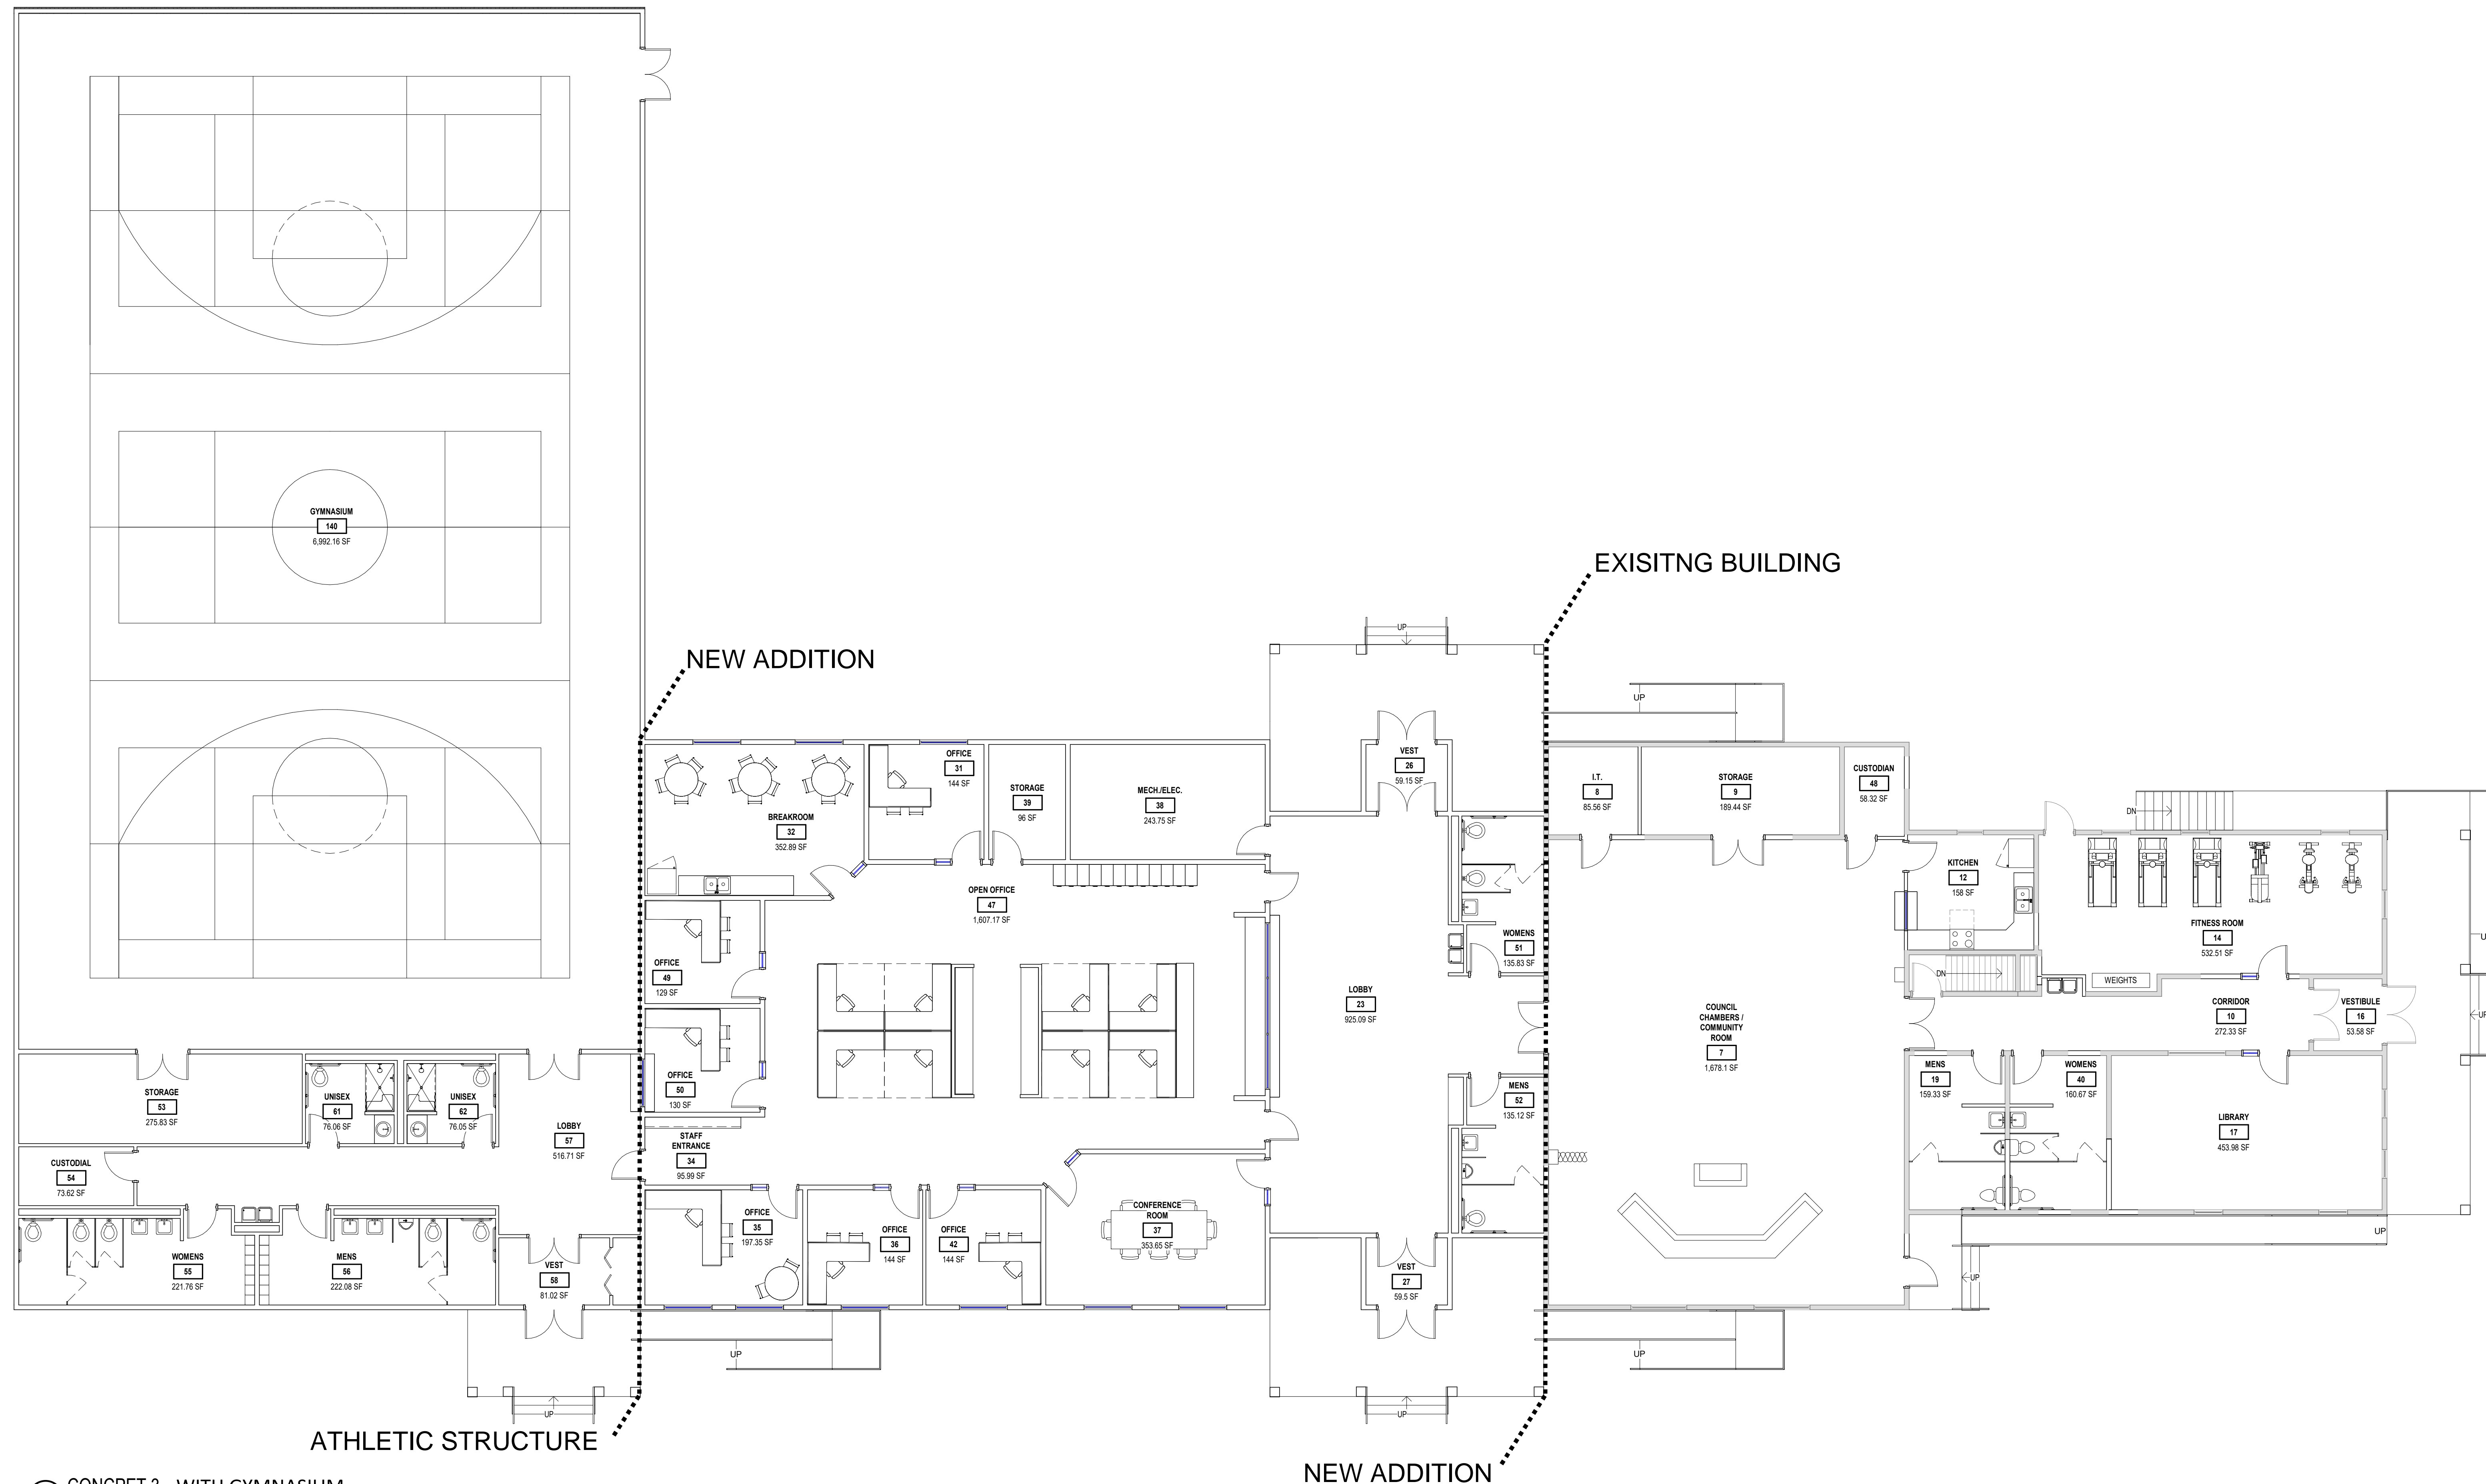 GYMNASIUM
140
6,992.16 SF
EXISITNG BUILDING
NEW ADDITION
UP
UP
VEST
26
59.15 SF
OFFICE
31
144 SF
STORAGE
39
96 SF
MECH./ELEC.
38
243.75 SF
BREAKROOM
32
352.89 SF
I.T.
8
85.56 SF
STORAGE
9
189.44 SF
CUSTODIAN
48
58.32 SF
DN
KITCHEN
12
158 SF
OPEN OFFICE
47
1,607.17 SF
FITNESS ROOM
14
532.51 SF
WOMENS
51
135.83 SF
OFFICE
49
129 SF
DN
WEIGHTS
LOBBY
23
925.09 SF
COUNCIL
CHAMBERS /
COMMUNITY
ROOM
7
1,678.1 SF
CORRIDOR
10
272.33 SF
VESTIBULE
16
53.58 SF
UP
OFFICE
50
130 SF
STORAGE
53
275.83 SF
UNISEX
61
76.06 SF
UNISEX
62
76.05 SF
LOBBY
57
516.71 SF
MENS
52
135.12 SF
MENS
19
159.33 SF
WOMENS
40
160.67 SF
LIBRARY
17
453.98 SF
STAFF
ENTRANCE
34
95.99 SF
CUSTODIAL
54
73.62 SF
OFFICE
35
197.35 SF
OFFICE
36
144 SF
OFFICE
42
144 SF
CONFERENCE
ROOM
37
353.65 SF
WOMENS
55
221.76 SF
MENS
56
222.08 SF
VEST
58
81.02 SF
VEST
27
59.5 SF
UP
UP
UP
UP
UP
UP
ATHLETIC STRUCTURE
NEW ADDITION
WITH GYMNASIUM